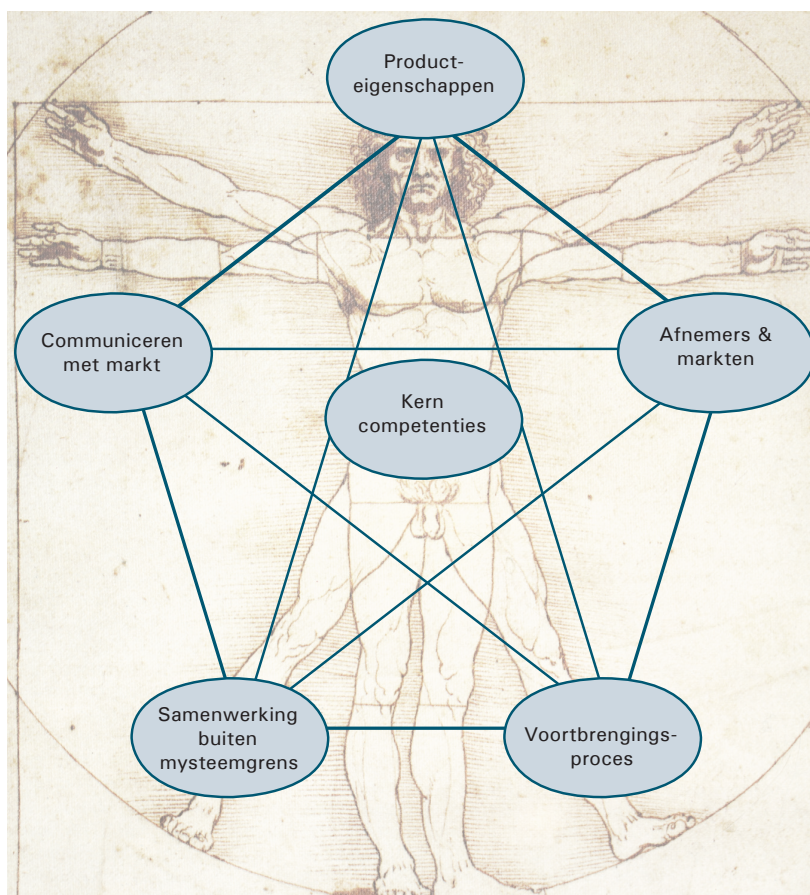 Product-
eigenschappen
Communiceren
met markt
Afnemers &
markten
Kern
competenties
Samenwerking
buiten
mysteemgrens
Voortbrengings-
proces